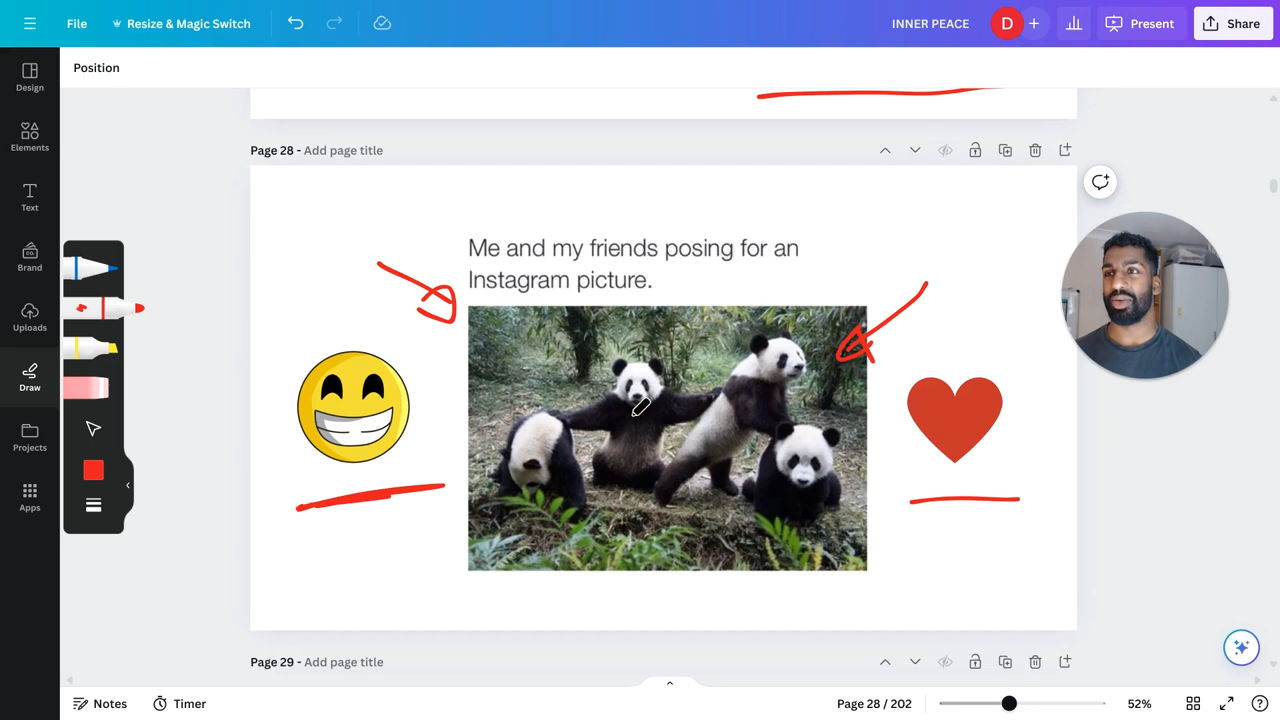 File
Resize & Magic Switch
INNER PEACE
D
Present
Share
Position
Design
Elements
Text
Brand
Uploads
Draw
Projects
Apps
Page 28 - Add page title
Me and my friends posing for an
Instagram picture.
Page 29 - Add page title
Notes
Timer
Page 28 / 202
52%